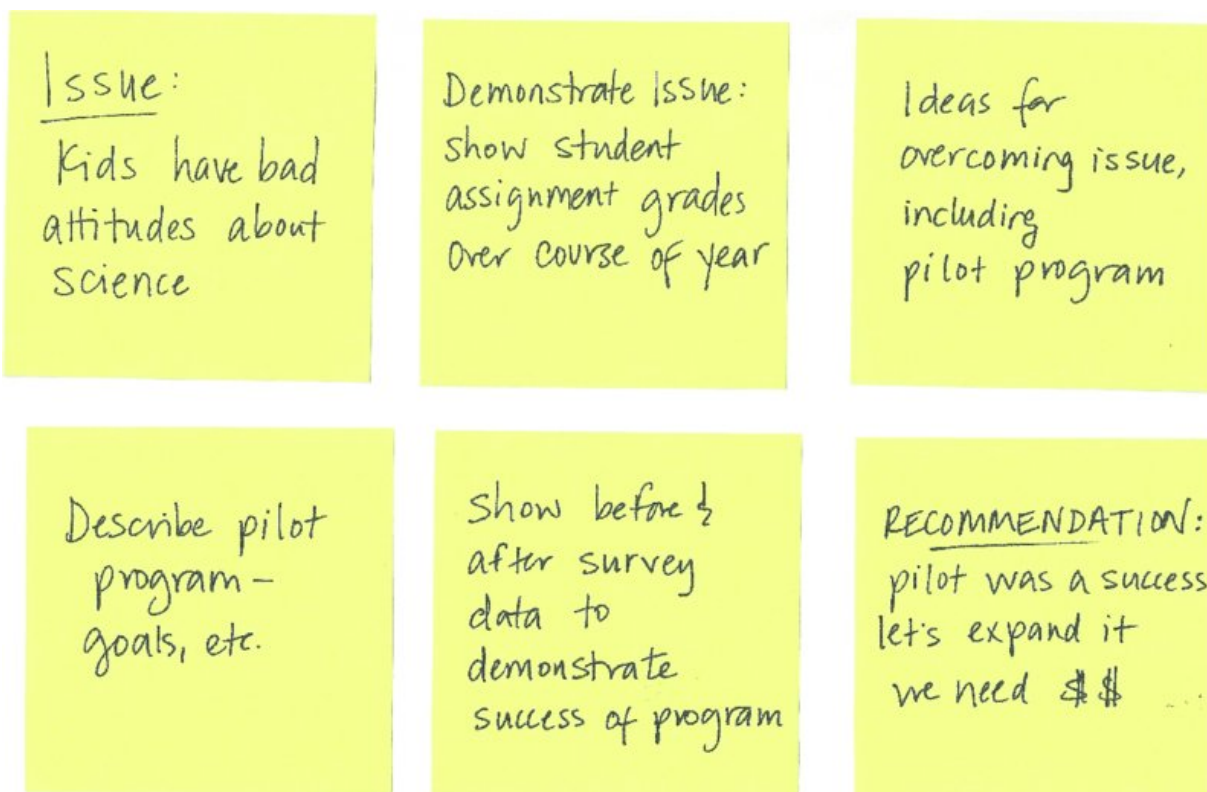 Issue:
Kids have bad
attitudes about
science
Demonstrate Issue:
show student
assignment grades
over course of year
Ideas for
overcoming issue,
including
pilot program
Describe pilot
program –
goals, etc.
Show before &
after survey
data to
demonstrate
success of program
RECOMMENDATION:
pilot was a success
let's expand it
we need $$